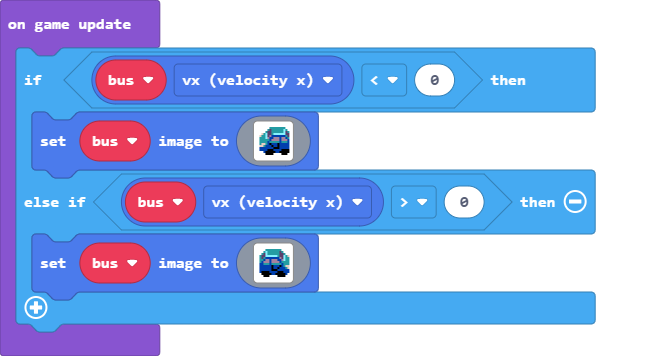 on game update
if bus vx (velocity x) < 0 then
set bus image to
else if bus vx (velocity x) > 0 then
set bus image to